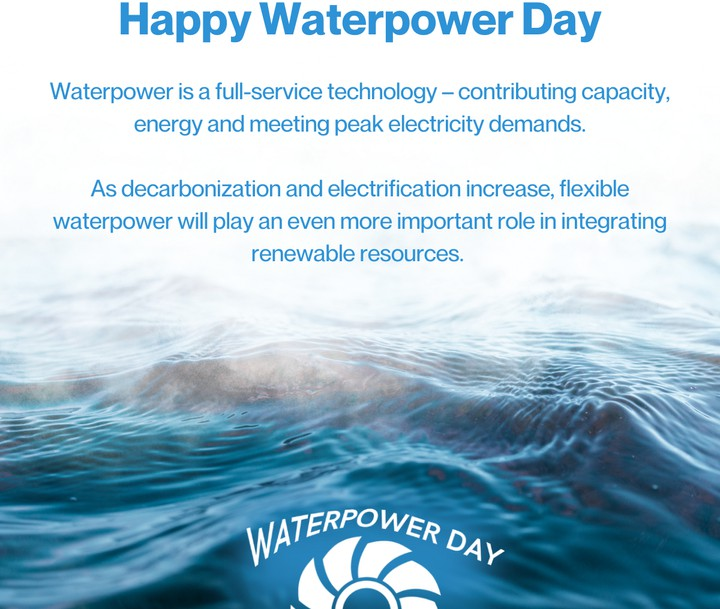 Happy Waterpower Day
Waterpower is a full-service technology – contributing capacity,
energy and meeting peak electricity demands.
As decarbonization and electrification increase, flexible
waterpower will play an even more important role in integrating
renewable resources.
WATERPOWER DAY